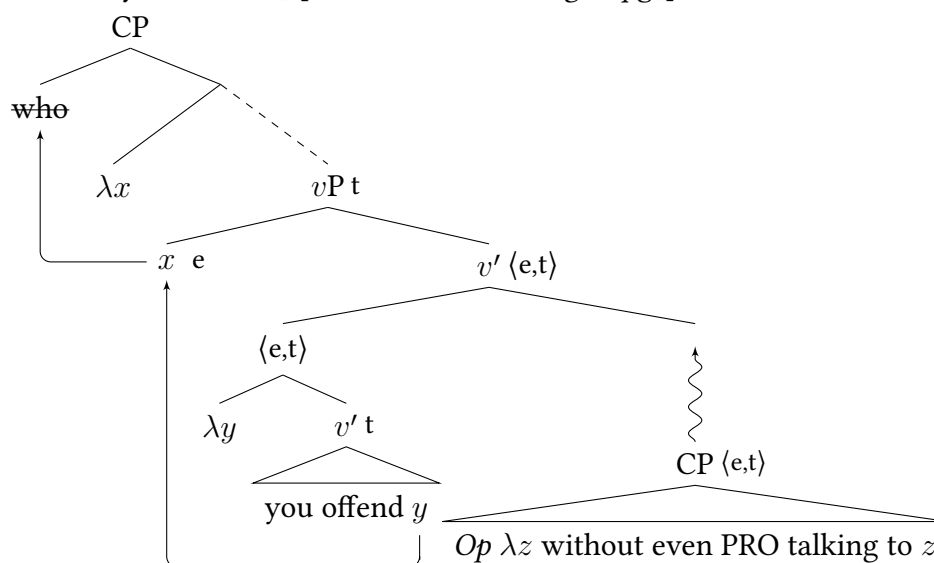 CP
~~who~~
λx
vP t
x e
v′ ⟨e,t⟩
⟨e,t⟩
λy
v′ t
CP ⟨e,t⟩
you offend y
Op λz without even PRO talking to z